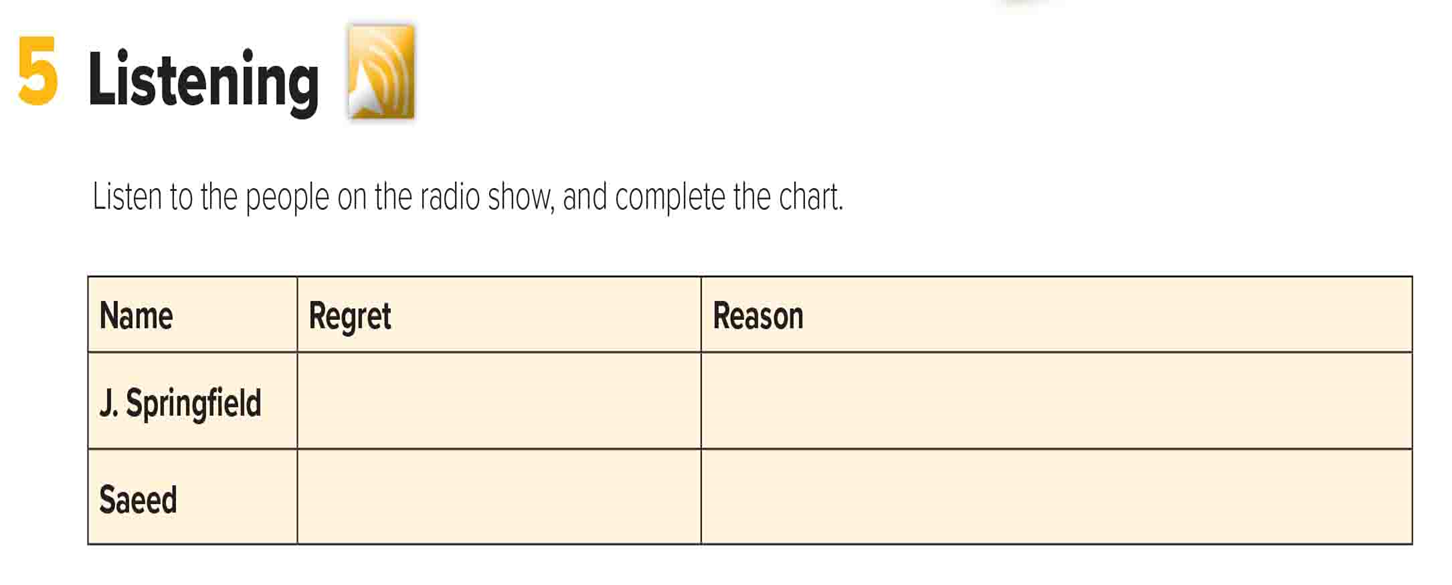 5 Listening
Listen to the people on the radio show, and complete the chart.
Name Regret Reason
J. Springfield
Saeed